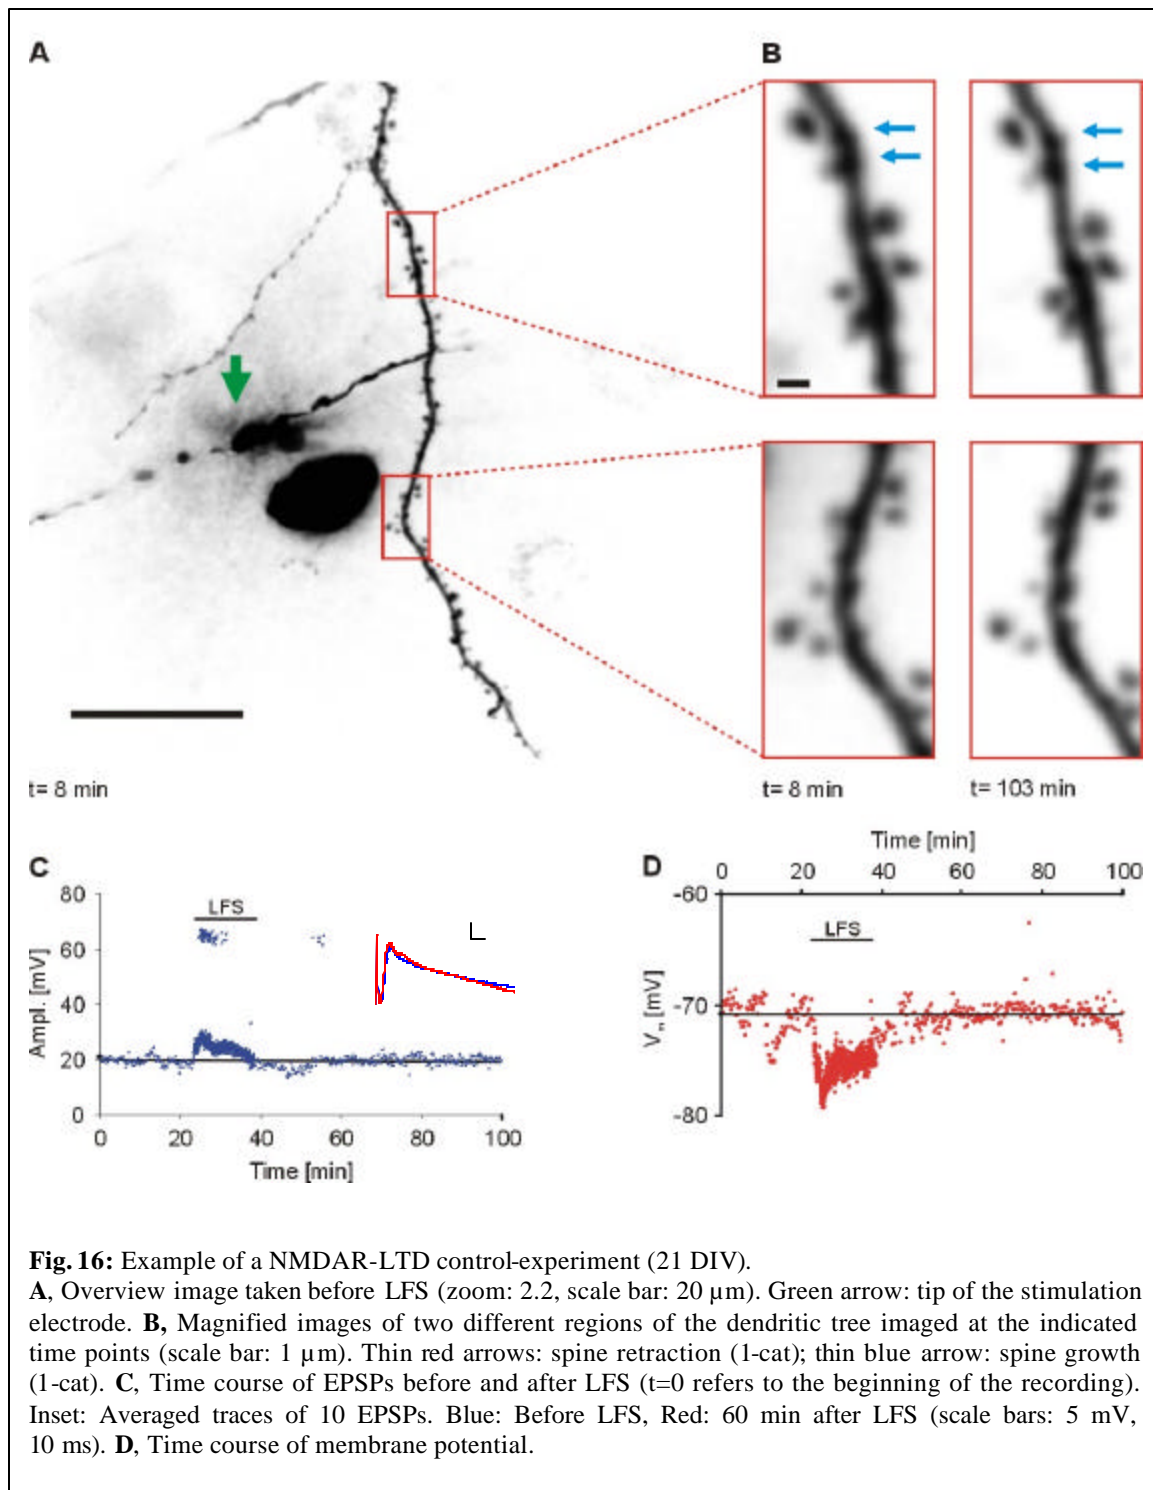 A
B
t= 8 min
t= 8 min
t= 103 min
C
80
60
40
20
0
Ampl. [mV]
LFS
0
20
40
60
80
100
Time [min]
D
Time [min]
0
20
40
60
80
100
-60
-70
-80
Vm [mV]
LFS
Fig. 16: Example of a NMDAR-LTD control-experiment (21 DIV).
A, Overview image taken before LFS (zoom: 2.2, scale bar: 20 µm). Green arrow: tip of the stimulation
electrode. B, Magnified images of two different regions of the dendritic tree imaged at the indicated
time points (scale bar: 1 µm). Thin red arrows: spine retraction (1-cat); thin blue arrow: spine growth
(1-cat). C, Time course of EPSPs before and after LFS (t=0 refers to the beginning of the recording).
Inset: Averaged traces of 10 EPSPs. Blue: Before LFS, Red: 60 min after LFS (scale bars: 5 mV,
10 ms). D, Time course of membrane potential.